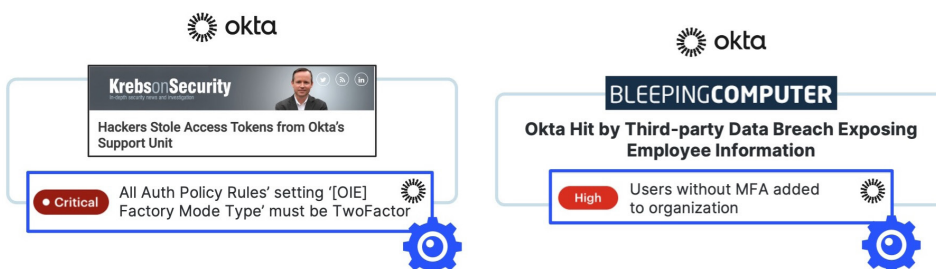 okta
KrebsonSecurity
In-depth security news and investigation
Hackers Stole Access Tokens from Okta's
Support Unit
Critical
All Auth Policy Rules' setting '[OIE]
Factory Mode Type' must be TwoFactor
okta
BLEEPINGCOMPUTER
Okta Hit by Third-party Data Breach Exposing
Employee Information
High
Users without MFA added
to organization